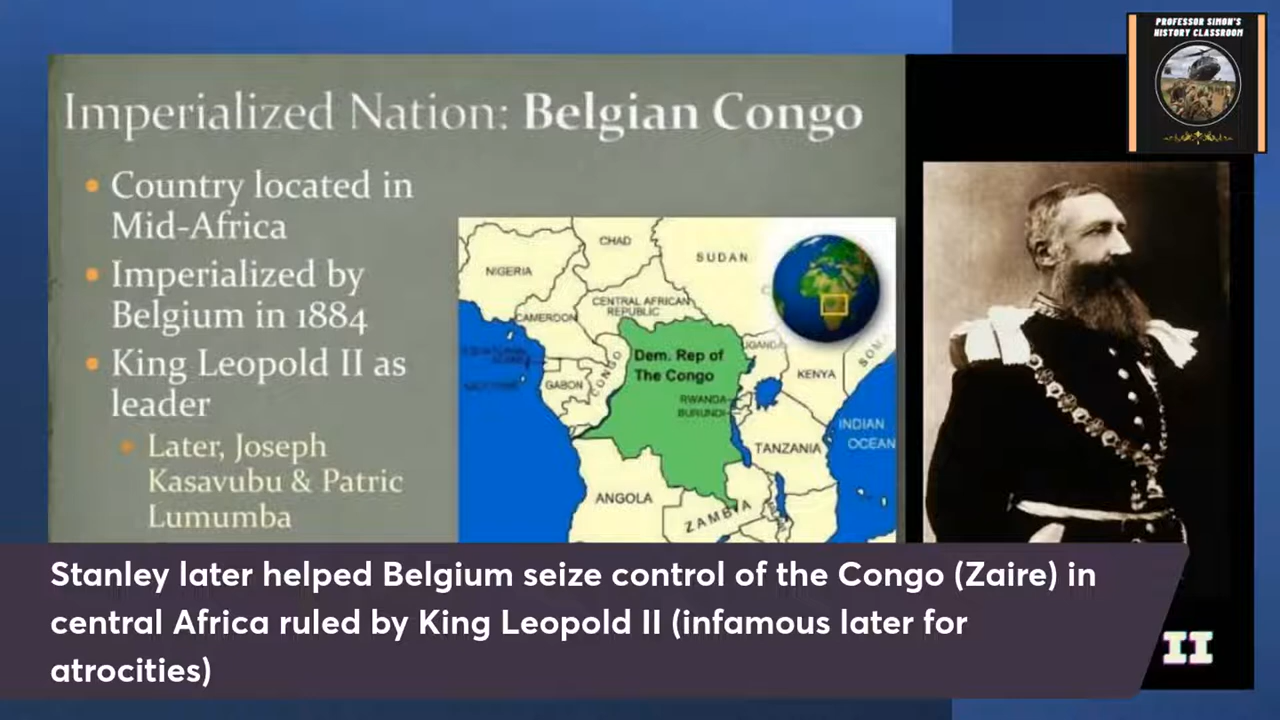 PROFESSOR SIMON'S
HISTORY CLASSROOM
Imperialized Nation: Belgian Congo
• Country located in
Mid-Africa
• Imperialized by
Belgium in 1884
• King Leopold II as
leader
• Later, Joseph
Kasavubu & Patric
Lumumba
CHAD
SUDAN
NIGERIA
CENTRAL AFRICAN
REPUBLIC
CAMEROON
UGANDA
SOM
Dem. Rep of
The Congo
CONGO
GABON
KENYA
RWANDA
BURUNDI
INDIAN
OCEAN
TANZANIA
ANGOLA
ZAMBIA
Stanley later helped Belgium seize control of the Congo (Zaire) in
central Africa ruled by King Leopold II (infamous later for
atrocities)
II